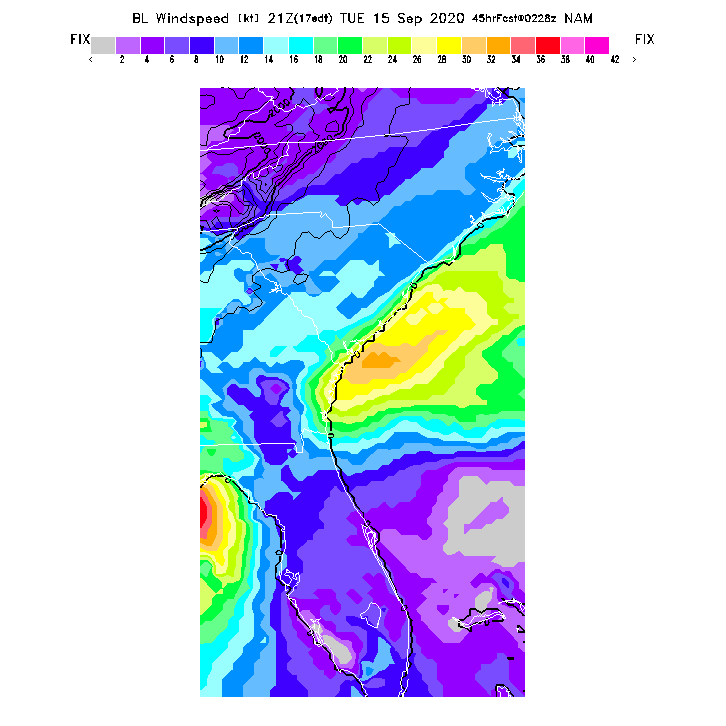 BL Windspeed [kt] 21Z(17edt) TUE 15 Sep 2020 45hrFcst@0228z NAM
FIX FIX
< 2 4 6 8 10 12 14 16 18 20 22 24 26 28 30 32 34 36 38 40 42 >